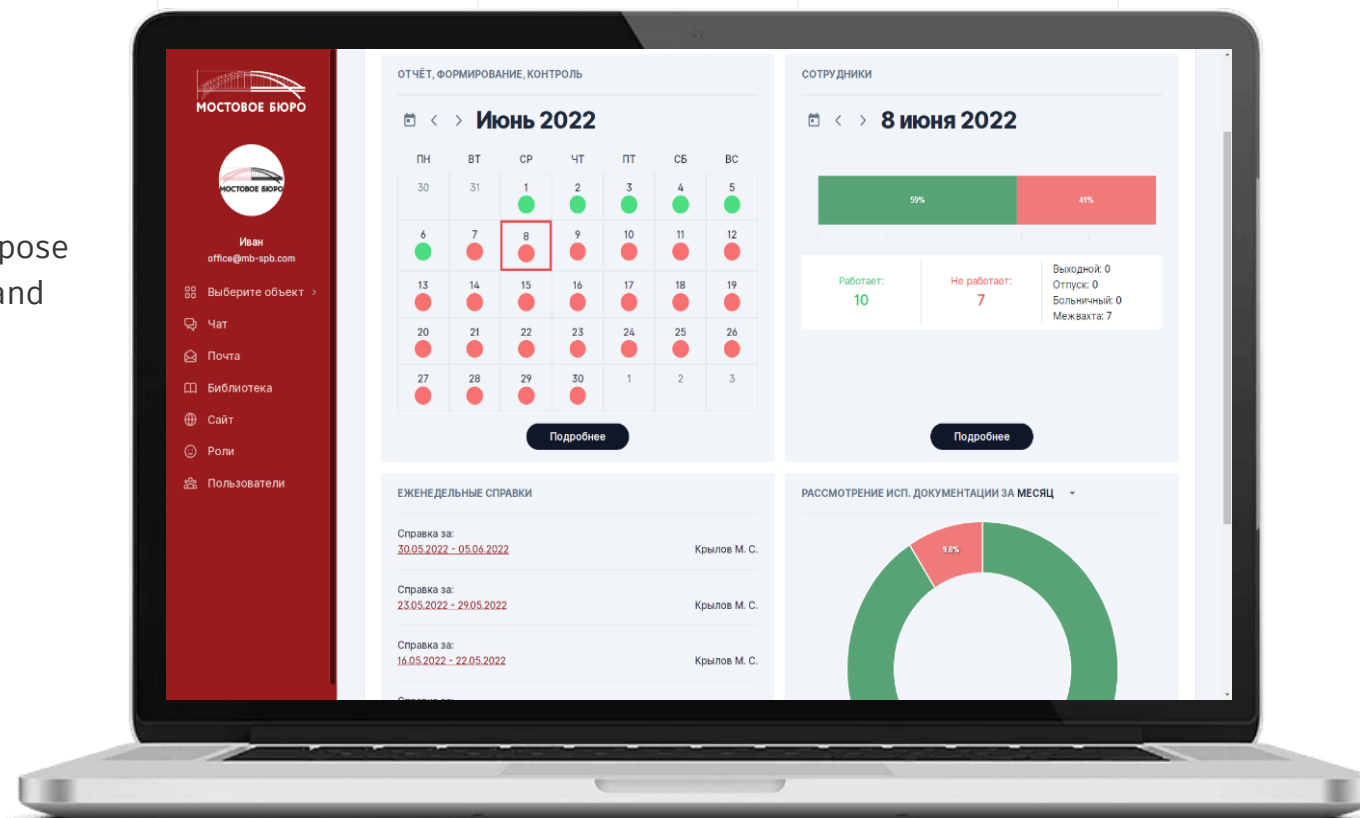 pose
and
МОСТОВОЕ БЮРО
МОСТОВОЕ БЮРО
Иван
office@mb-spb.com
Выберите объект
Чат
Почта
Библиотека
Сайт
Роли
Пользователи
ОТЧЁТ, ФОРМИРОВАНИЕ, КОНТРОЛЬ
Июнь 2022
ПН ВТ СР ЧТ ПТ СБ ВС
30 31 1 2 3 4 5
6 7 8 9 10 11 12
13 14 15 16 17 18 19
20 21 22 23 24 25 26
27 28 29 30 1 2 3
Подробнее
СОТРУДНИКИ
8 июня 2022
59% 41%
Работает:
10
Не работает:
7
Выходной: 0
Отпуск: 0
Больничный: 0
Межвахта: 7
Подробнее
ЕЖЕНЕДЕЛЬНЫЕ СПРАВКИ
Справка за:
30.05.2022 - 05.06.2022 Крылов М. С.
Справка за:
23.05.2022 - 29.05.2022 Крылов М. С.
Справка за:
16.05.2022 - 22.05.2022 Крылов М. С.
РАССМОТРЕНИЕ ИСП. ДОКУМЕНТАЦИИ ЗА МЕСЯЦ
9.0%